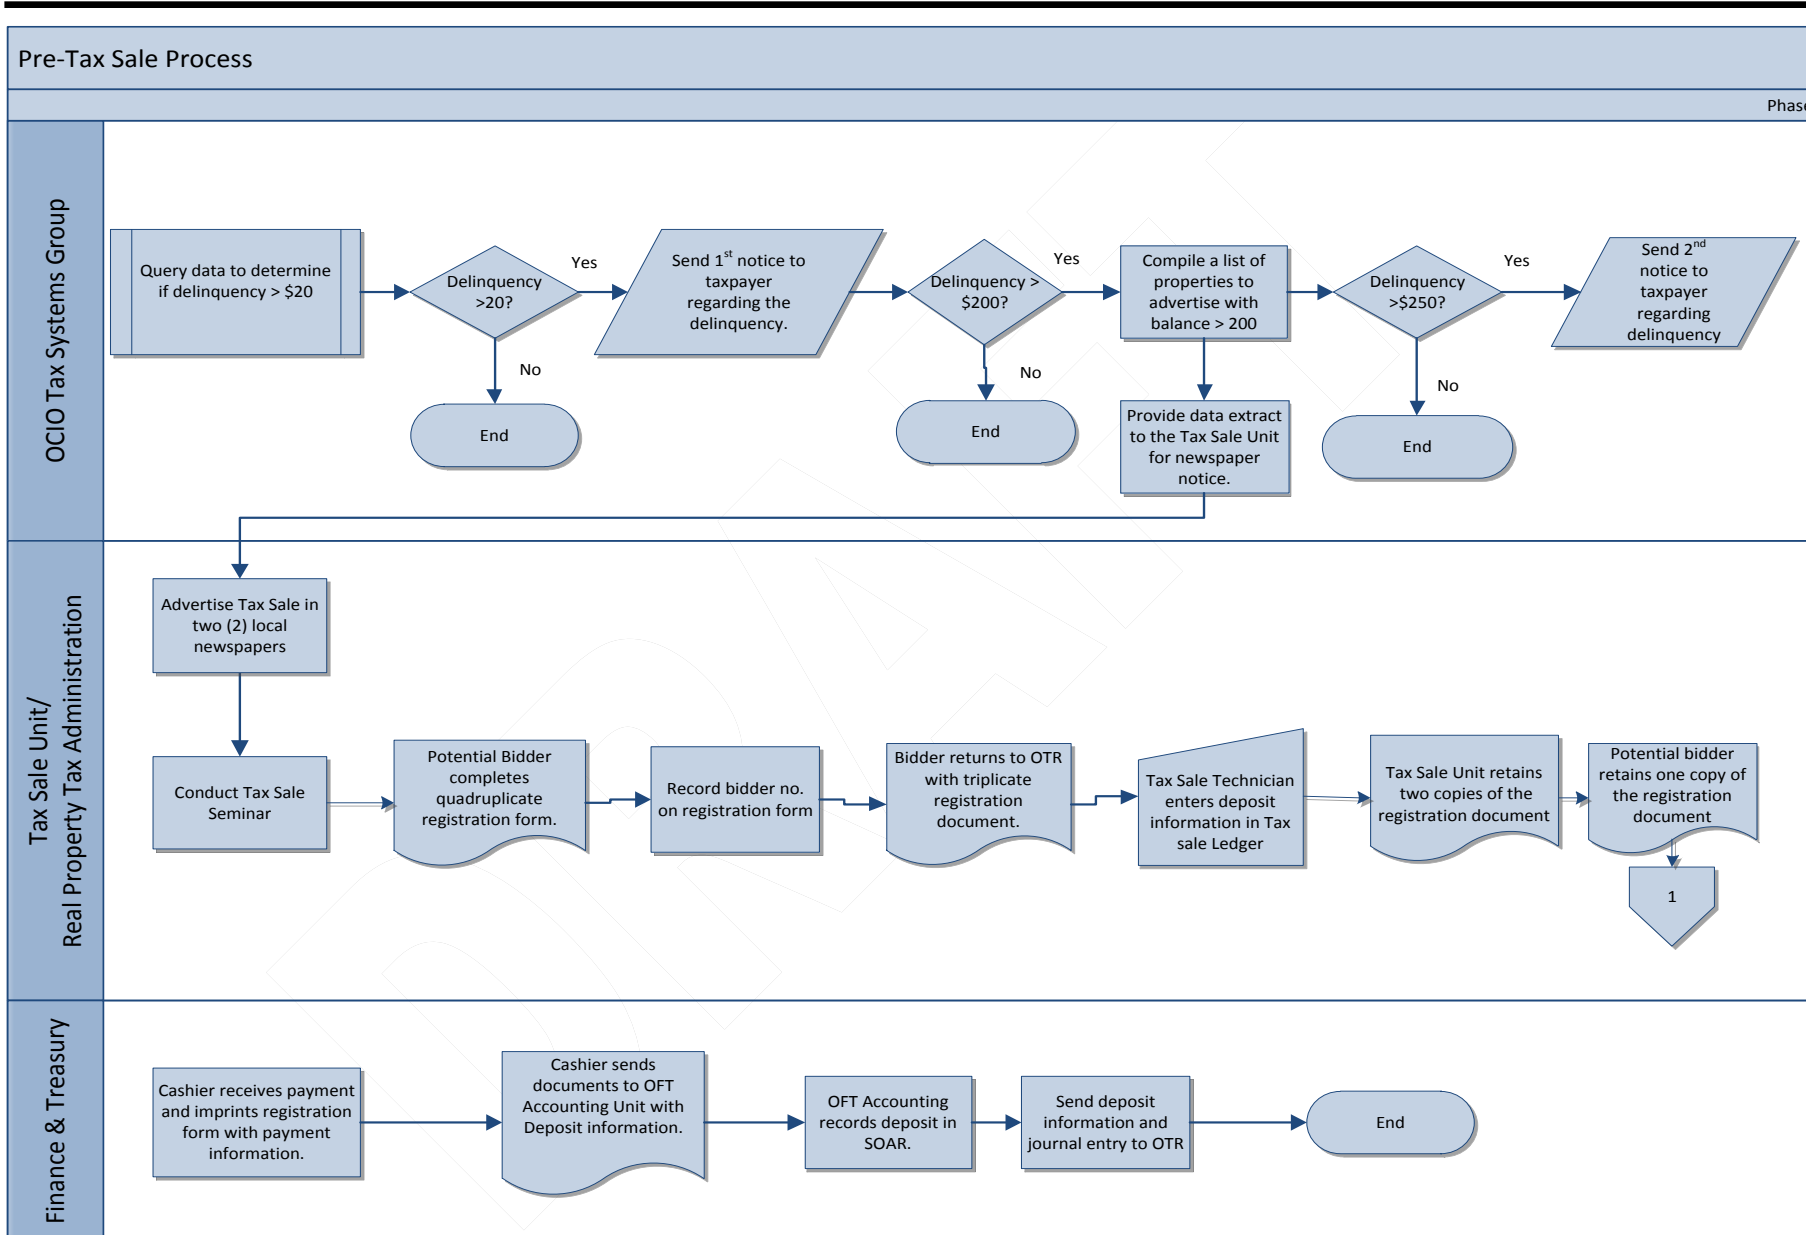 Pre-Tax Sale Process
Phase
OCIO Tax Systems Group
Query data to determine
if delinquency > $20
Delinquency
>20?
Yes
No
End
Send 1st notice to
taxpayer
regarding the
delinquency.
Delinquency >
$200?
Yes
No
End
Compile a list of
properties to
advertise with
balance > 200
Provide data extract
to the Tax Sale Unit
for newspaper
notice.
Delinquency
>$250?
Yes
No
End
Send 2nd
notice to
taxpayer
regarding
delinquency
Tax Sale Unit/
Real Property Tax Administration
Advertise Tax Sale in
two (2) local
newspapers
Conduct Tax Sale
Seminar
Potential Bidder
completes
quadruplicate
registration form.
Record bidder no.
on registration form
Bidder returns to OTR
with triplicate
registration
document.
Tax Sale Technician
enters deposit
information in Tax
sale Ledger
Tax Sale Unit retains
two copies of the
registration document
Potential bidder
retains one copy of
the registration
document
1
Finance & Treasury
Cashier receives payment
and imprints registration
form with payment
information.
Cashier sends
documents to OFT
Accounting Unit with
Deposit information.
OFT Accounting
records deposit in
SOAR.
Send deposit
information and
journal entry to OTR
End
DRAFT